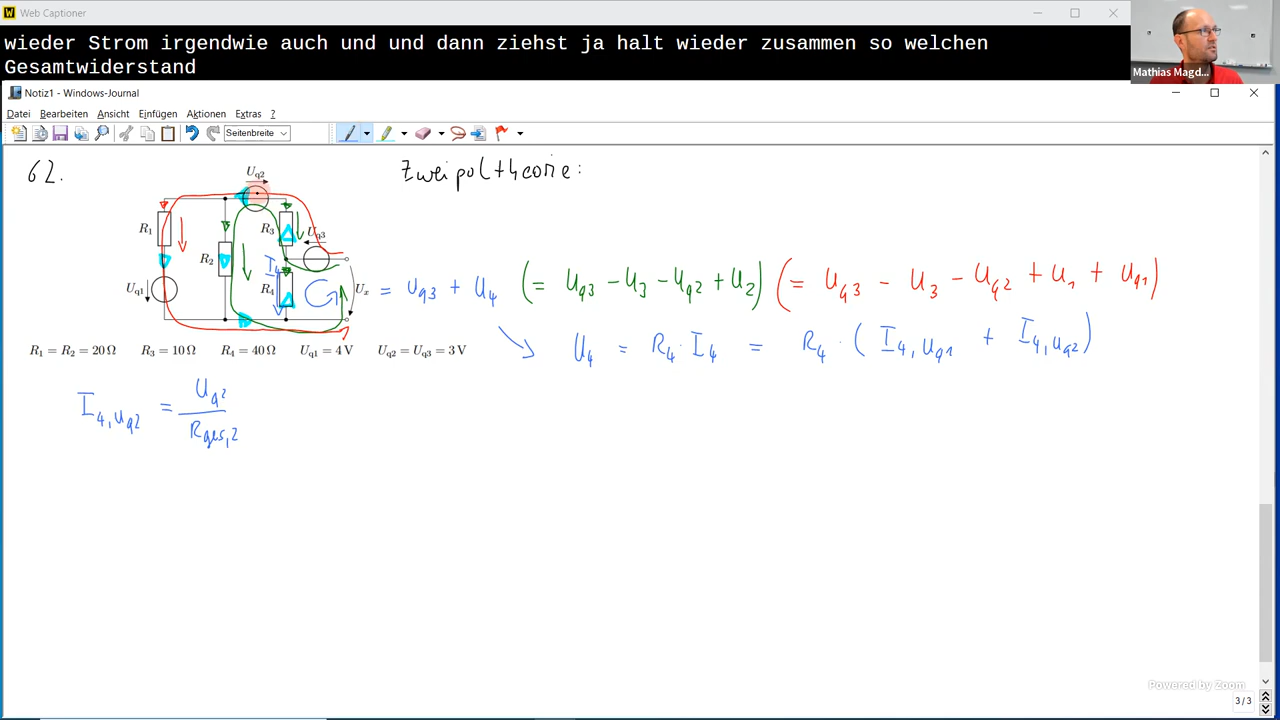 Web Captioner
wieder Strom irgendwie auch und und dann ziehst ja halt wieder zusammen so welchen
Gesamtwiderstand
Mathias Magd...
Notiz1 - Windows-Journal
Datei Bearbeiten Ansicht Einfügen Aktionen Extras ?
Seitenbreite
62.
Zweipoltheorie:
Uq2
R1
R3
Uq3
R2
I4
Uq1
R4
Ux
= Uq3 + U4 (= Uq3 - U3 - Uq2 + U2) (= Uq3 - U3 - Uq2 + U1 + Uq1)
U4 = R4 · I4 = R4 · (I4,Uq1 + I4,Uq2)
R1 = R2 = 20 Ω R3 = 10 Ω R4 = 40 Ω Uq1 = 4 V Uq2 = Uq3 = 3 V
I4,Uq2 = Uq2 / Rges,2
Powered by Zoom
3/3